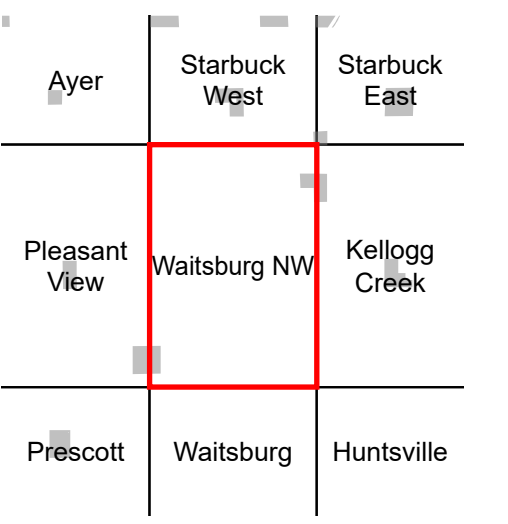 Ayer
Starbuck
West
Starbuck
East
Pleasant
View
Waitsburg NW
Kellogg
Creek
Prescott
Waitsburg
Huntsville